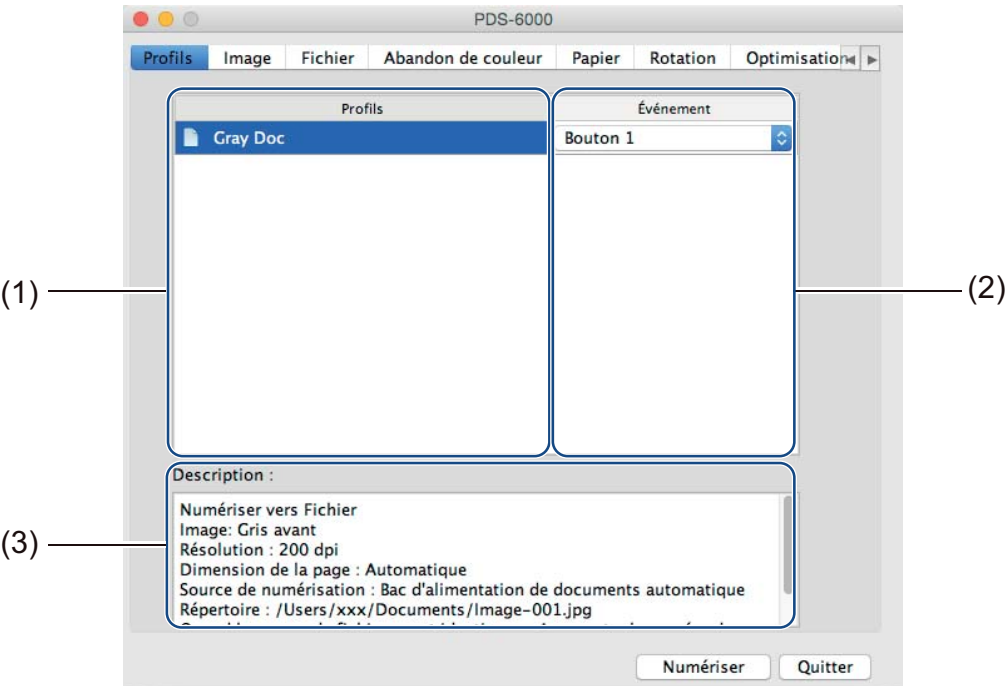 PDS-6000
Profils Image Fichier Abandon de couleur Papier Rotation Optimisation
Profils Événement
Gray Doc Bouton 1
(1) (2)
Description :
Numériser vers Fichier
Image: Gris avant
(3)
Résolution : 200 dpi
Dimension de la page : Automatique
Source de numérisation : Bac d'alimentation de documents automatique
Répertoire : /Users/xxx/Documents/Image-001.jpg
Numériser Quitter